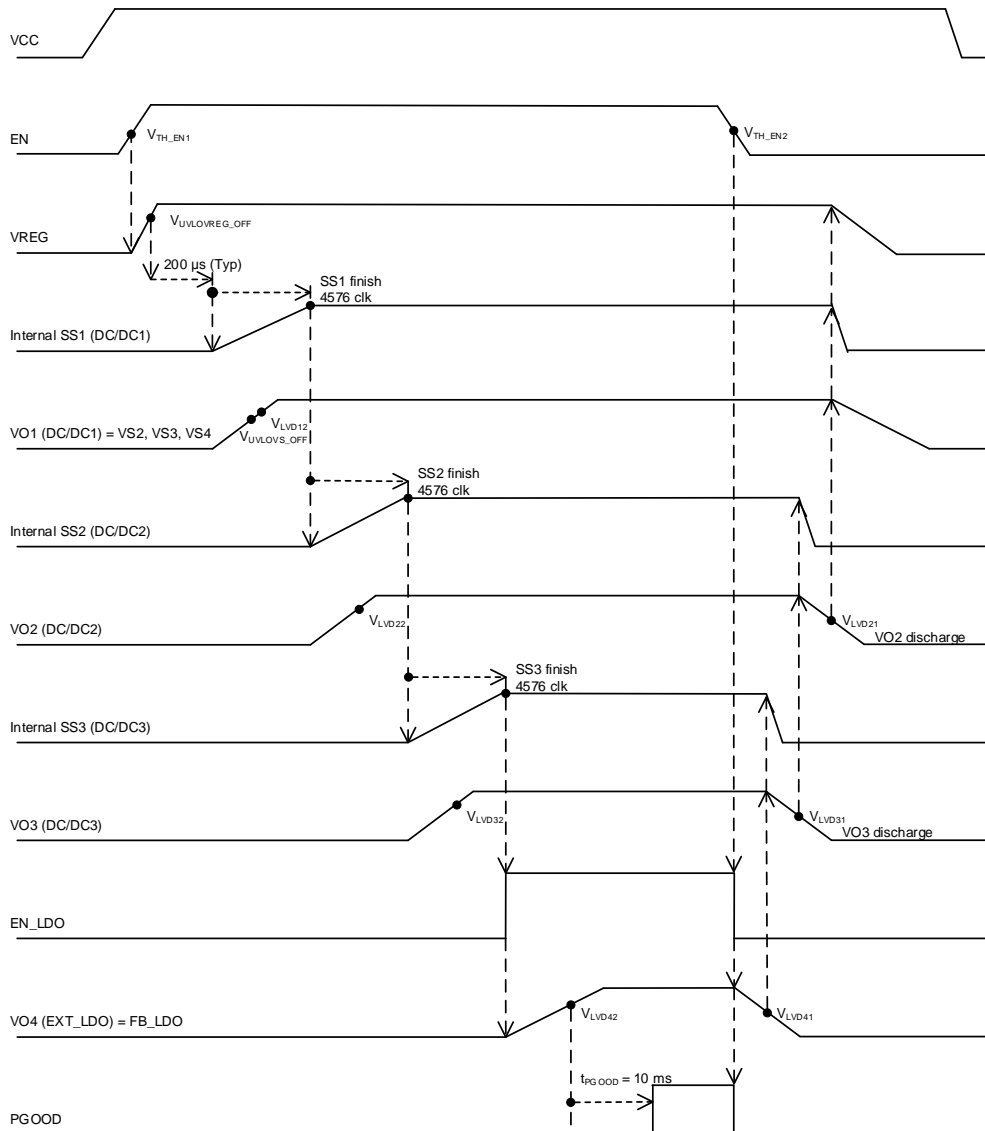 VCC
EN
V_TH_EN1
V_TH_EN2
VREG
V_UVLOVREG_OFF
200 µs (Typ)
SS1 finish
4576 clk
Internal SS1 (DC/DC1)
VO1 (DC/DC1) = VS2, VS3, VS4
V_LVD12
V_UVLOVS_OFF
SS2 finish
4576 clk
Internal SS2 (DC/DC2)
VO2 (DC/DC2)
V_LVD22
V_LVD21
VO2 discharge
SS3 finish
4576 clk
Internal SS3 (DC/DC3)
VO3 (DC/DC3)
V_LVD32
V_LVD31
VO3 discharge
EN_LDO
VO4 (EXT_LDO) = FB_LDO
V_LVD42
V_LVD41
t_PGOOD = 10 ms
PGOOD